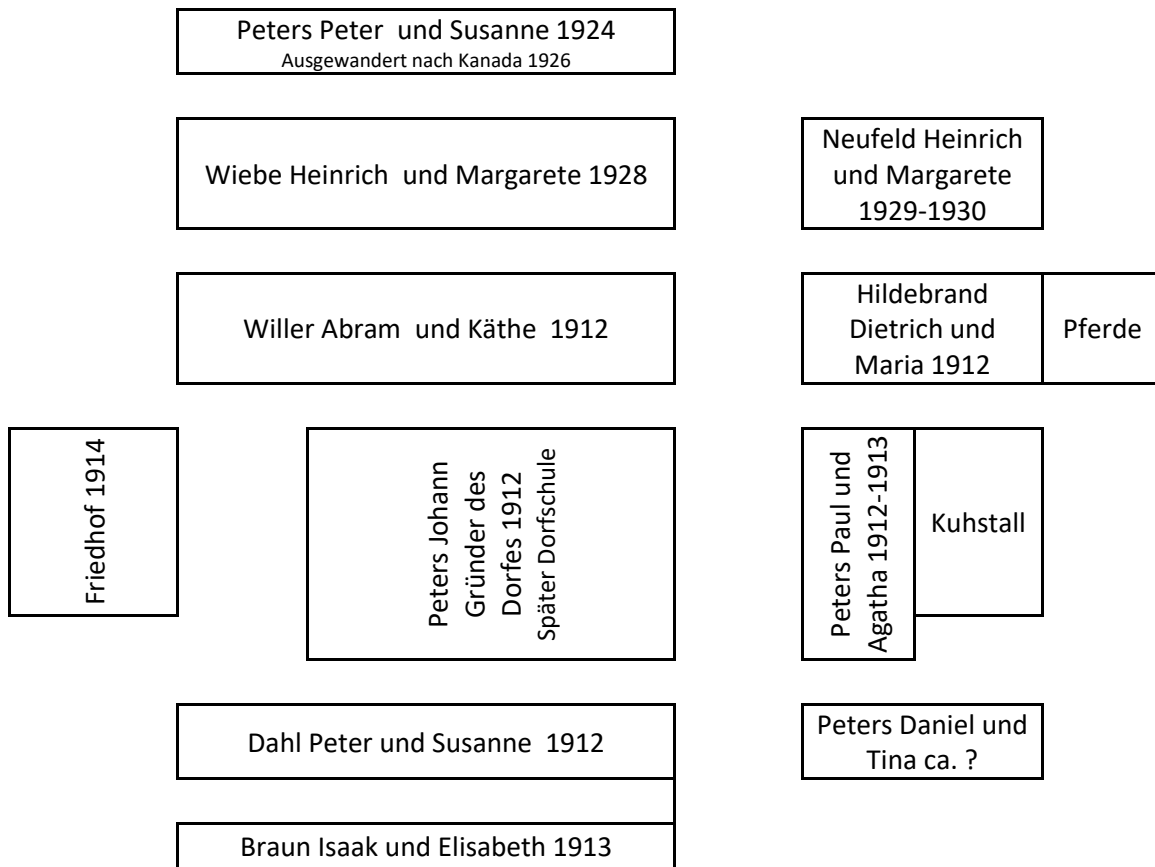 Peters Peter und Susanne 1924
Ausgewandert nach Kanada 1926
Wiebe Heinrich und Margarete 1928
Neufeld Heinrich
und Margarete
1929-1930
Willer Abram und Käthe 1912
Hildebrand
Dietrich und
Maria 1912
Pferde
Friedhof 1914
Peters Johann
Gründer des
Dorfes 1912
Später Dorfschule
Peters Paul und
Agatha 1912-1913
Kuhstall
Dahl Peter und Susanne 1912
Peters Daniel und
Tina ca. ?
Braun Isaak und Elisabeth 1913